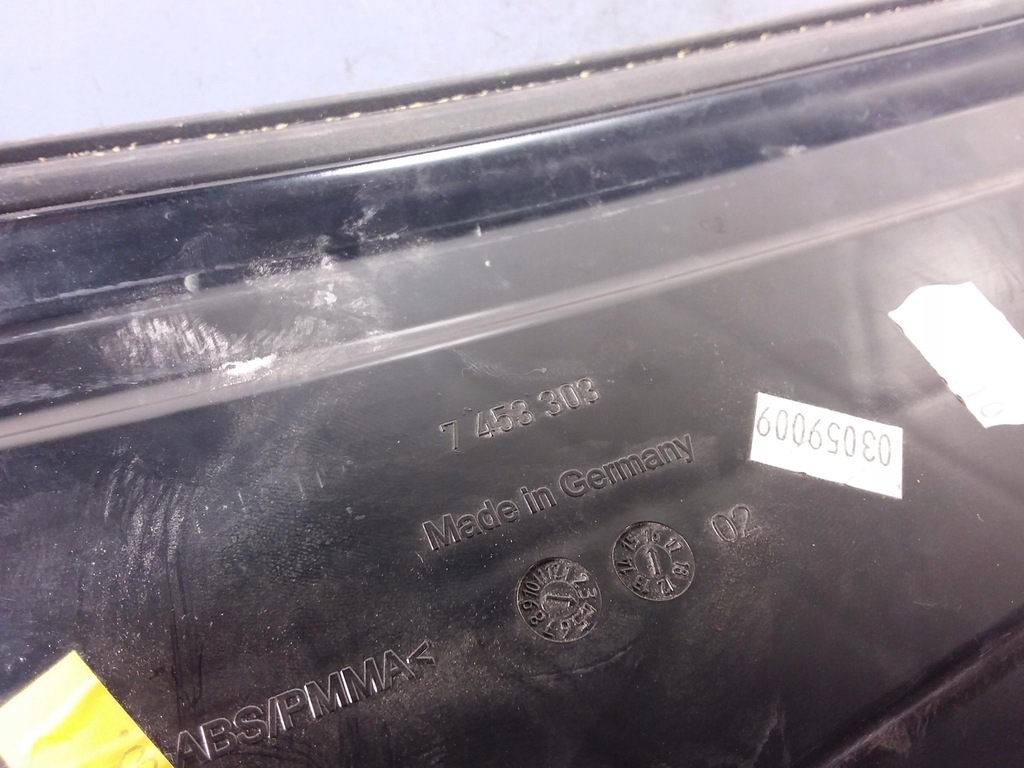 7 453 303
03059009
Made in Germany
02
ABS/PMMA<